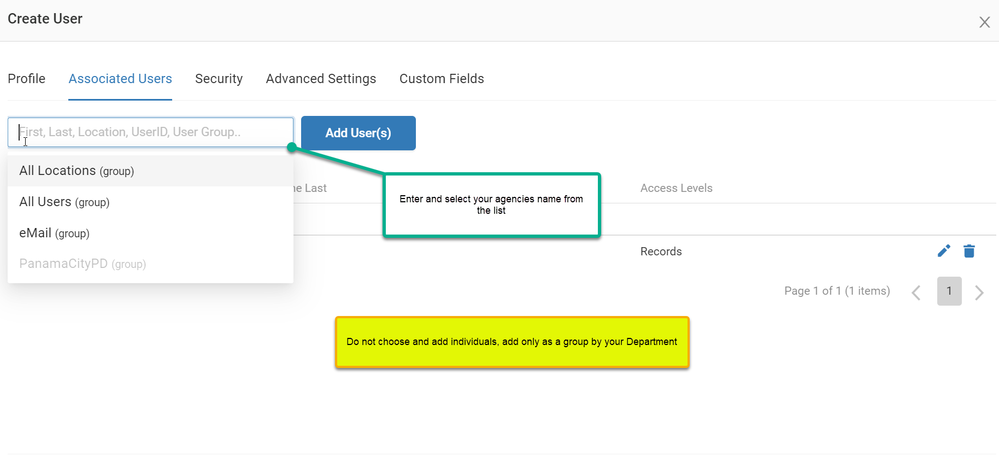 Create User
Profile Associated Users Security Advanced Settings Custom Fields
First, Last, Location, UserID, User Group..
Add User(s)
All Locations (group)
All Users (group)
eMail (group)
PanamaCityPD (group)
Last
Access Levels
Enter and select your agencies name from
the list
Records
Page 1 of 1 (1 items)
1
Do not choose and add individuals, add only as a group by your Department